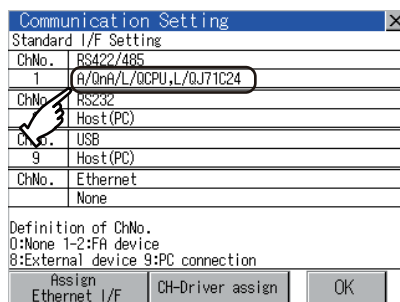 Communication Setting
Standard I/F Setting
ChNo. RS422/485
1 A/QnA/L/QCPU,L/QJ71C24
ChNo. RS232
Host(PC)
ChNo. USB
9 Host(PC)
ChNo. Ethernet
None
Definition of ChNo.
0:None 1-2:FA device
8:External device 9:PC connection
Assign
Ethernet I/F
CH-Driver assign
OK